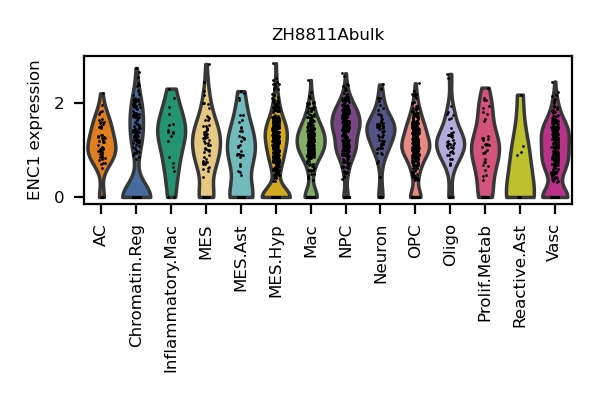 ZH8811Abulk
ENC1 expression
2
0
AC
Chromatin.Reg
Inflammatory.Mac
MES
MES.Ast
MES.Hyp
Mac
NPC
Neuron
OPC
Oligo
Prolif.Metab
Reactive.Ast
Vasc